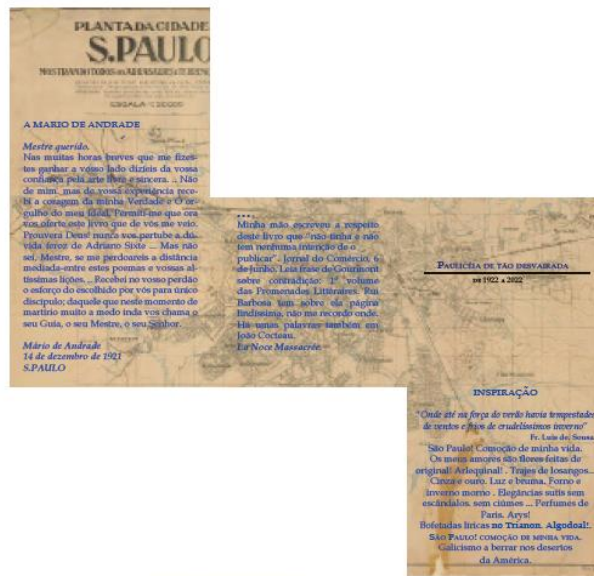 PLANTA DA CIDADE
S.PAULO
MOSTRANDO TODOS OS ARRABALDES E TERRENOS
ESCALA
A MARIO DE ANDRADE
Mestre querido.
Nas muitas horas breves que me fizes-
tes ganhar a vosso lado dizíeis da vossa
confiança pela arte livre e sincera. .. Não
de mim, mas de vossa experiência rece-
bi a coragem da minha Verdade e O or-
gulho do meu Ideal. Permiti-me que ora
vos oferte este livro que de vós me veio.
Prouvera Deus! nunca vos partube a dú-
vida feroz de Adriano Sixte ... Mas não
sei, Mestre, se me perdoareis a distância
mediada-entre estes poemas e vossas al-
tíssimas lições. .. Recebei no vosso perdão
o esforço do escolhido por vós para único
discípulo; daquele que neste momento de
martírio muito a medo inda vos chama o
seu Guia, o seu Mestre, o seu Senhor.
Mário de Andrade
14 de dezembro de 1921
S.PAULO
Minha mão escreveu a respeito
deste livro que "não tinha e não
tem nenhuma intenção de o
publicar". Jornal do Comércio, 6
de Junho. Leia frase de Gourmont
sobre contradição: 1º volume
das Promenades Littéraires. Rui
Barbosa tem sobre ela página
lindíssima, não me recordo onde.
Há umas palavras também em
João Cocteau.
La Noce Massacrée.
PAULICÉIA DE TÃO DESVAIRADA
DE 1922 A 2022
INSPIRAÇÃO
"Onde até na força do verão havia tempestades
de ventos e frios de crudelíssimos inverno"
Fr. Luís de. Sousa
São Paulo! Comoção de minha vida.
Os meus amores são flores feitas de
original! Arlequinal! . Trajes de losangos...
Cinza e ouro. Luz e bruma. Forno e
inverno morno . Elegâncias sutis sem
escândalos, sem ciúmes ... Perfumes de
Paris. Arys!
Bofetadas líricas no Trianon. Algodoal!.
SÃO PAULO! COMOÇÃO DE MINHA VIDA.
Galicismo a berrar nos desertos
da América.